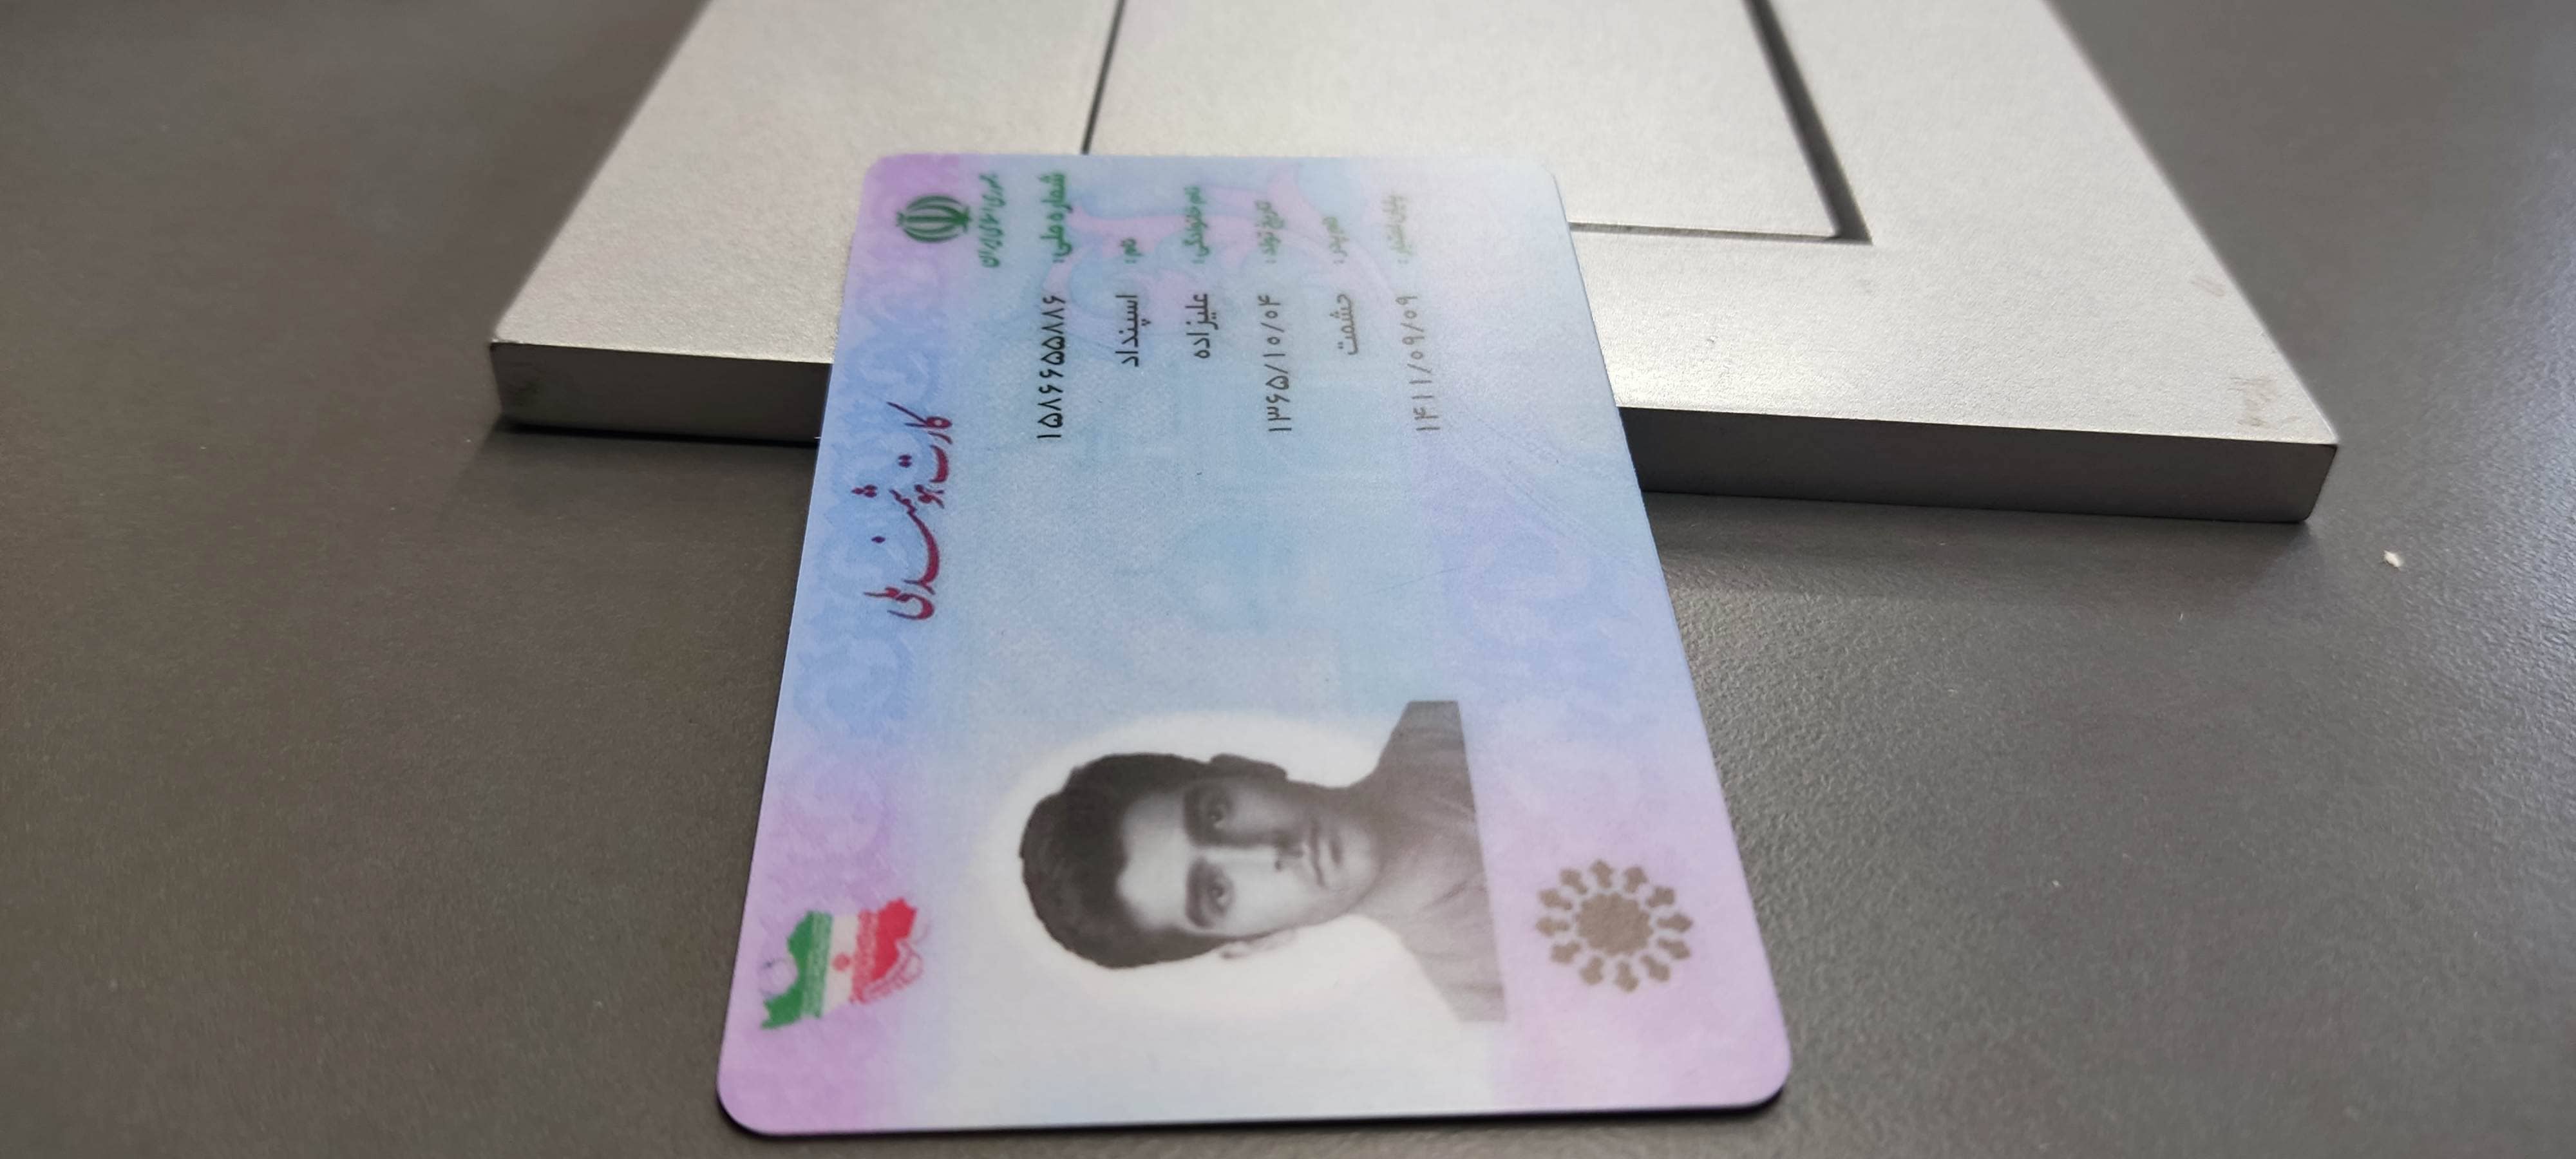 جمهوری اسلامی ایران
کارت هوشمند ملی
شماره ملی: ۱۵۸۶۶۵۵۸۸۶
نام: اسپنداد
نام خانوادگی: علیزاده
تاریخ تولد: ۱۳۶۵/۱۰/۰۴
نام پدر: حشمت
پایان اعتبار: ۱۴۱۱/۰۹/۰۹